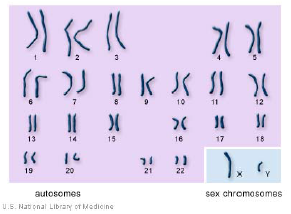 1 2 3 4 5
6 7 8 9 10 11 12
13 14 15 16 17 18
19 20 21 22 X Y
autosomes sex chromosomes
U.S. National Library of Medicine